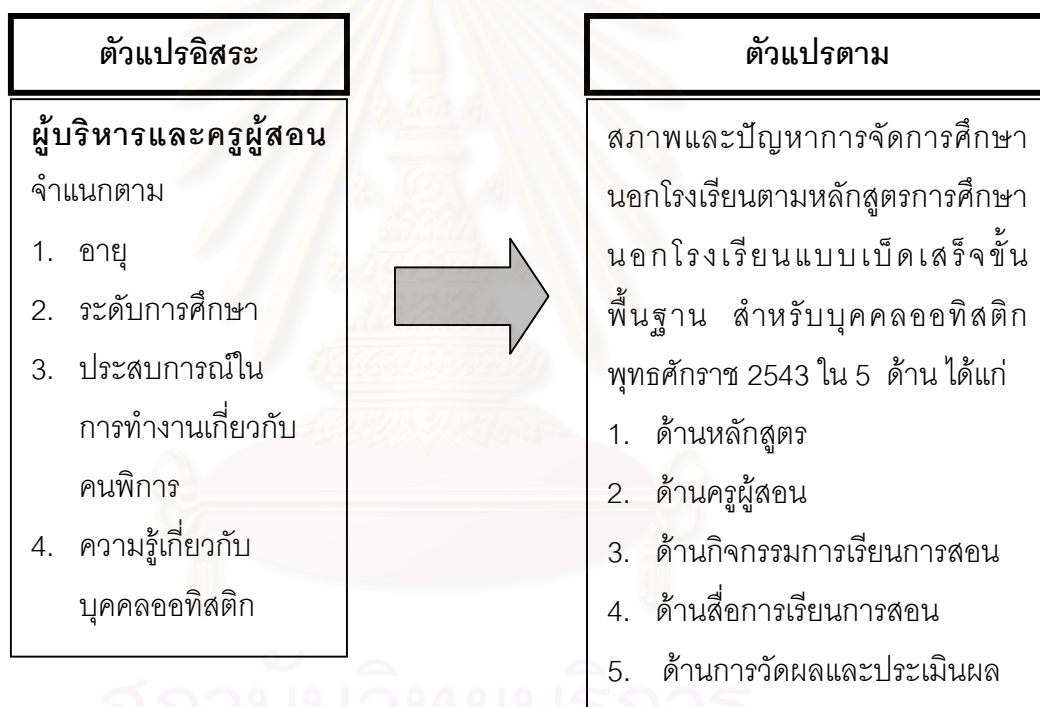 ตัวแปรอิสระ
ผู้บริหารและครูผู้สอน
จำแนกตาม
1. อายุ
2. ระดับการศึกษา
3. ประสบการณ์ใน
การทำงานเกี่ยวกับ
คนพิการ
4. ความรู้เกี่ยวกับ
บุคคลออทิสติก
ตัวแปรตาม
สภาพและปัญหาการจัดการศึกษา
นอกโรงเรียนตามหลักสูตรการศึกษา
นอกโรงเรียนแบบเบ็ดเสร็จขั้น
พื้นฐาน สำหรับบุคคลออทิสติก
พุทธศักราช 2543 ใน 5 ด้าน ได้แก่
1. ด้านหลักสูตร
2. ด้านครูผู้สอน
3. ด้านกิจกรรมการเรียนการสอน
4. ด้านสื่อการเรียนการสอน
5. ด้านการวัดผลและประเมินผล
สถาบันวิทยบริการ